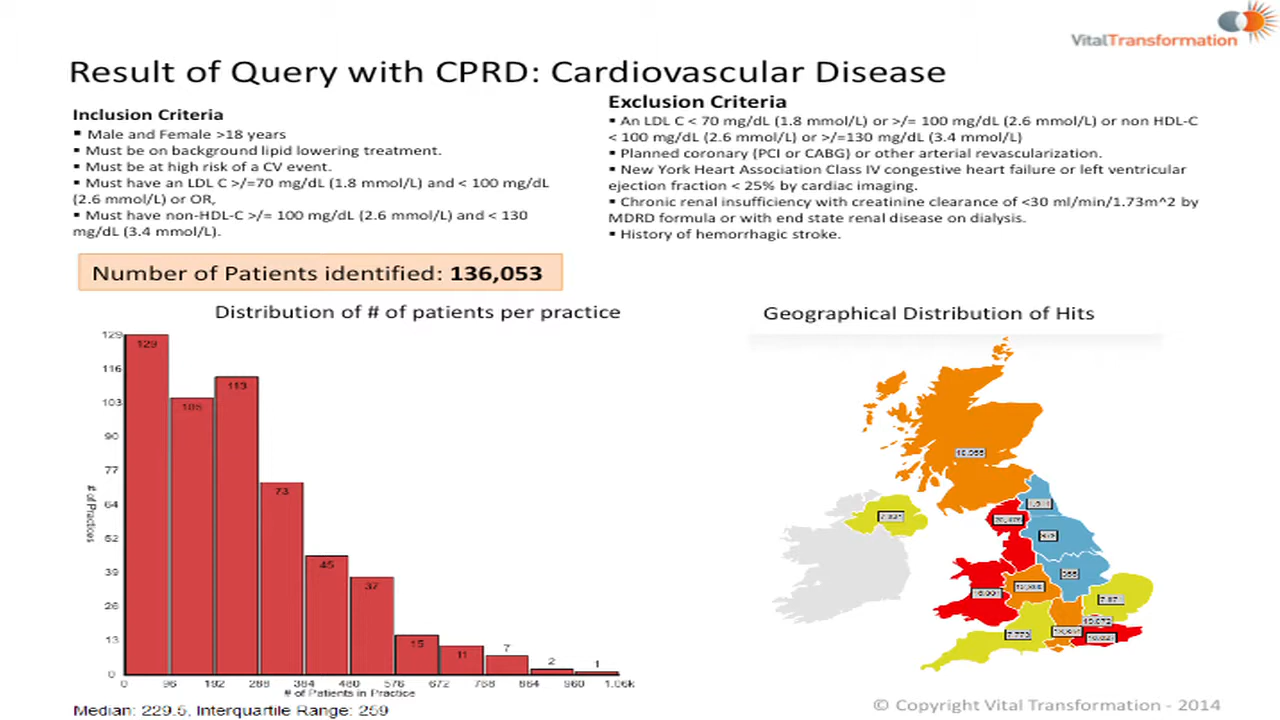 VitalTransformation
Result of Query with CPRD: Cardiovascular Disease
Inclusion Criteria
▪ Male and Female >18 years
▪ Must be on background lipid lowering treatment.
▪ Must be at high risk of a CV event.
▪ Must have an LDL C >/=70 mg/dL (1.8 mmol/L) and < 100 mg/dL
(2.6 mmol/L) or OR,
▪ Must have non-HDL-C >/= 100 mg/dL (2.6 mmol/L) and < 130
mg/dL (3.4 mmol/L).
Exclusion Criteria
▪ An LDL C < 70 mg/dL (1.8 mmol/L) or >/= 100 mg/dL (2.6 mmol/L) or non HDL-C
< 100 mg/dL (2.6 mmol/L) or >/=130 mg/dL (3.4 mmol/L)
▪ Planned coronary (PCI or CABG) or other arterial revascularization.
▪ New York Heart Association Class IV congestive heart failure or left ventricular
ejection fraction < 25% by cardiac imaging.
▪ Chronic renal insufficiency with creatinine clearance of <30 ml/min/1.73m^2 by
MDRD formula or with end state renal disease on dialysis.
▪ History of hemorrhagic stroke.
Number of Patients identified: 136,053
Distribution of # of patients per practice
129
116
103
90
77
64
52
39
26
13
0
# of Practices
129
105
113
73
45
37
15
11
7
2
1
0 96 192 288 384 480 576 672 768 864 960 1.06k
# of Patients in Practice
Median: 229.5, Interquartile Range: 259
Geographical Distribution of Hits
7,773
© Copyright Vital Transformation - 2014